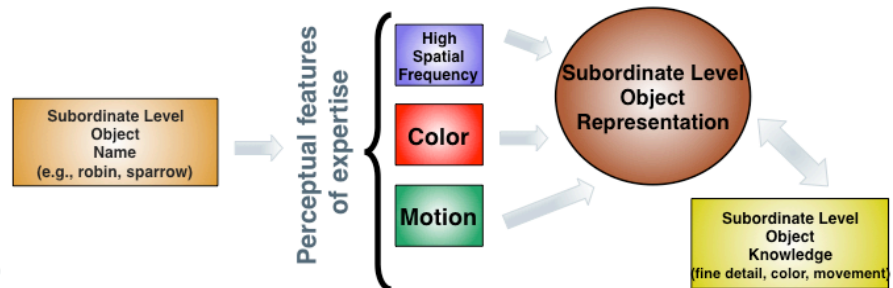 Subordinate Level
Object
Name
(e.g., robin, sparrow)
Perceptual features
of expertise
High
Spatial
Frequency
Color
Motion
Subordinate Level
Object
Representation
Subordinate Level
Object
Knowledge
(fine detail, color, movement)